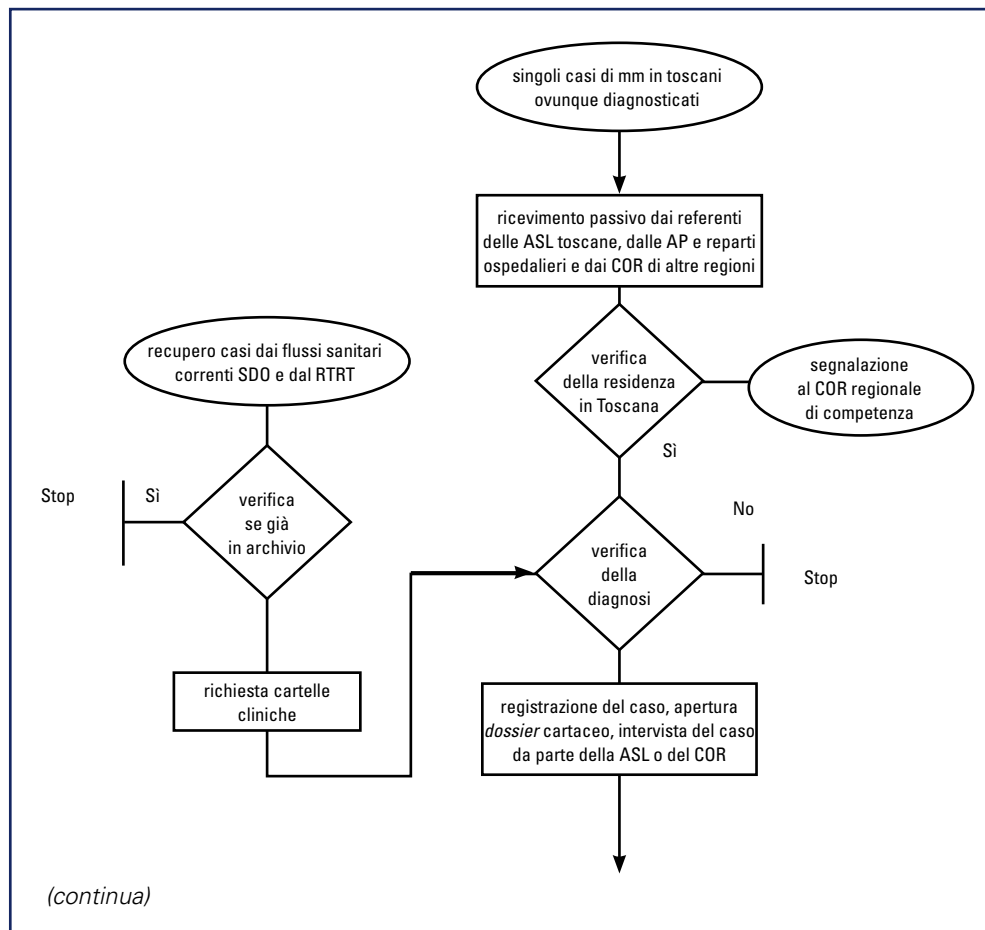 singoli casi di mm in toscani
ovunque diagnosticati
ricevimento passivo dai referenti
delle ASL toscane, dalle AP e reparti
ospedalieri e dai COR di altre regioni
recupero casi dai flussi sanitari
correnti SDO e dal RTRT
verifica
della residenza
in Toscana
segnalazione
al COR regionale
di competenza
Sì
Stop
Sì
verifica
se già
in archivio
No
verifica
della
diagnosi
Stop
richiesta cartelle
cliniche
registrazione del caso, apertura
dossier cartaceo, intervista del caso
da parte della ASL o del COR
(continua)